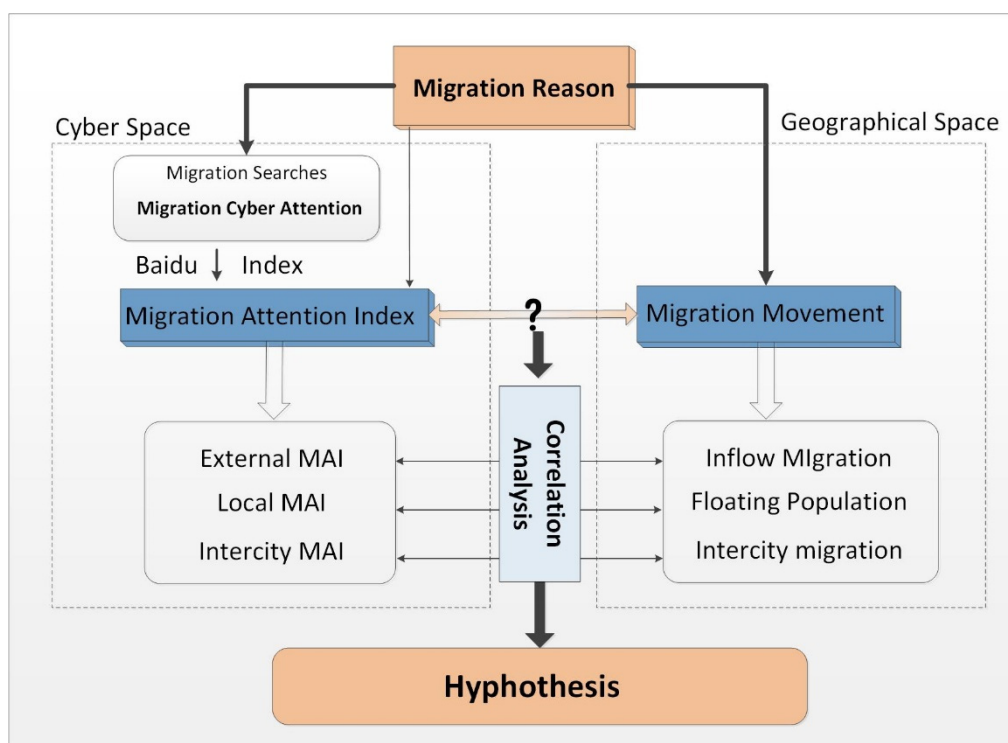 Migration Reason
Cyber Space
Geographical Space
Migration Searches
Migration Cyber Attention
Baidu Index
Migration Attention Index
?
Migration Movement
Correlation
Analysis
External MAI
Local MAI
Intercity MAI
Inflow MIgration
Floating Population
Intercity migration
Hyphothesis